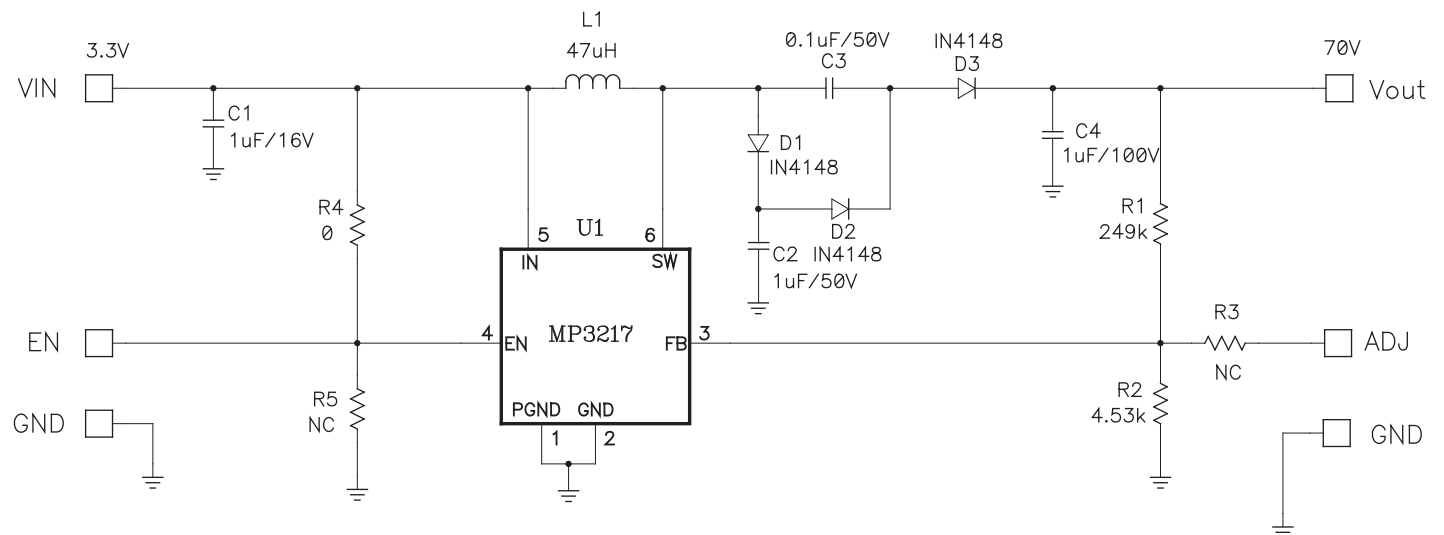 L1
47uH
3.3V
VIN
0.1uF/50V
C3
IN4148
D3
70V
Vout
C1
1uF/16V
D1
IN4148
C4
1uF/100V
R4
0
U1
5
6
IN
SW
D2
IN4148
C2
1uF/50V
R1
249k
EN
4
EN
MP3217
FB
3
R3
NC
ADJ
R5
NC
GND
PGND
GND
1
2
R2
4.53k
GND